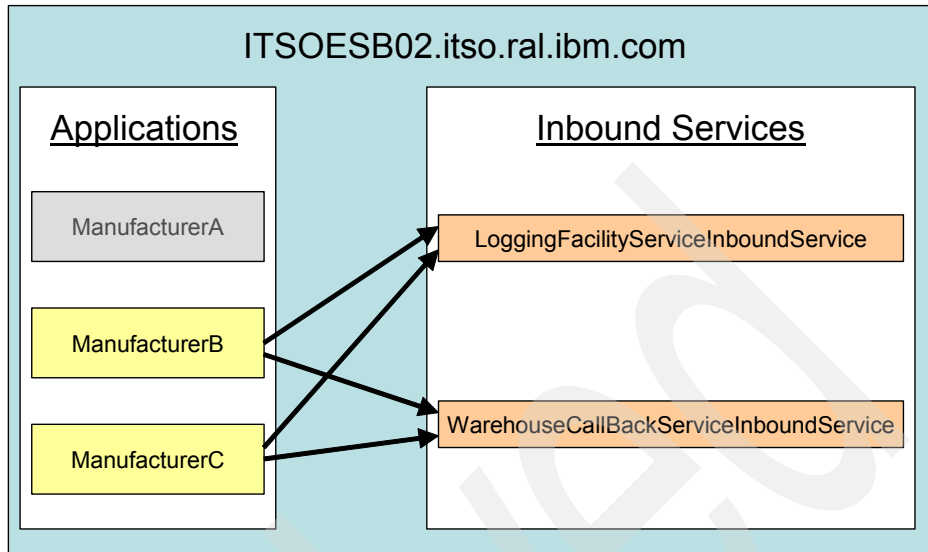 ITSOESB02.itso.ral.ibm.com
Applications
Inbound Services
ManufacturerA
ManufacturerB
ManufacturerC
LoggingFacilityServiceInboundService
WarehouseCallBackServiceInboundService